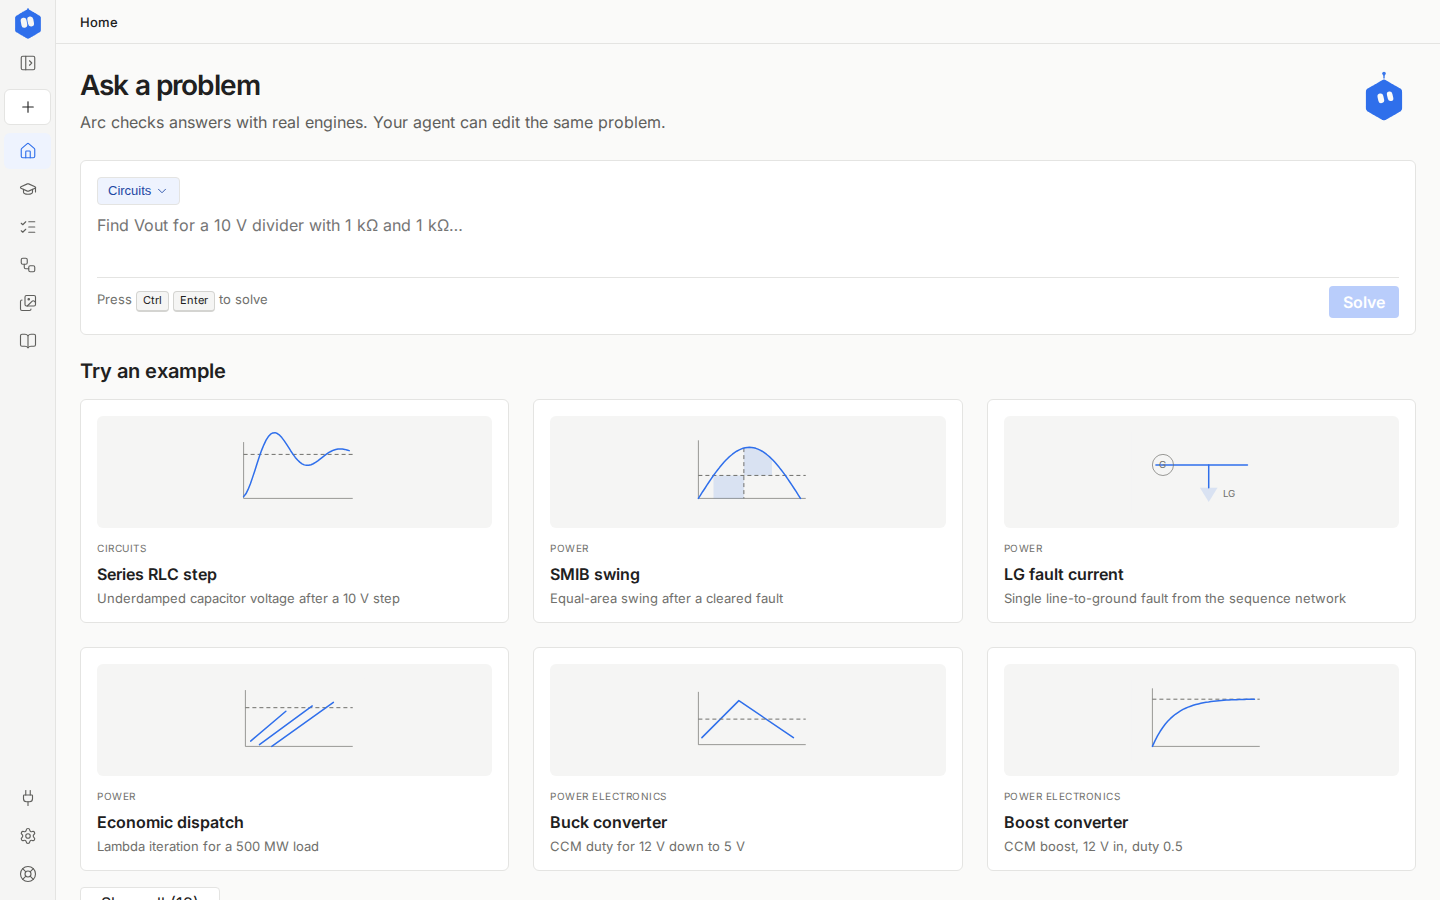 Home
Ask a problem
Arc checks answers with real engines. Your agent can edit the same problem.
Circuits
Find Vout for a 10 V divider with 1 kΩ and 1 kΩ...
Press Ctrl Enter to solve
Solve
Try an example
CIRCUITS
Series RLC step
Underdamped capacitor voltage after a 10 V step
POWER
SMIB swing
Equal-area swing after a cleared fault
G
LG
POWER
LG fault current
Single line-to-ground fault from the sequence network
POWER
Economic dispatch
Lambda iteration for a 500 MW load
POWER ELECTRONICS
Buck converter
CCM duty for 12 V down to 5 V
POWER ELECTRONICS
Boost converter
CCM boost, 12 V in, duty 0.5